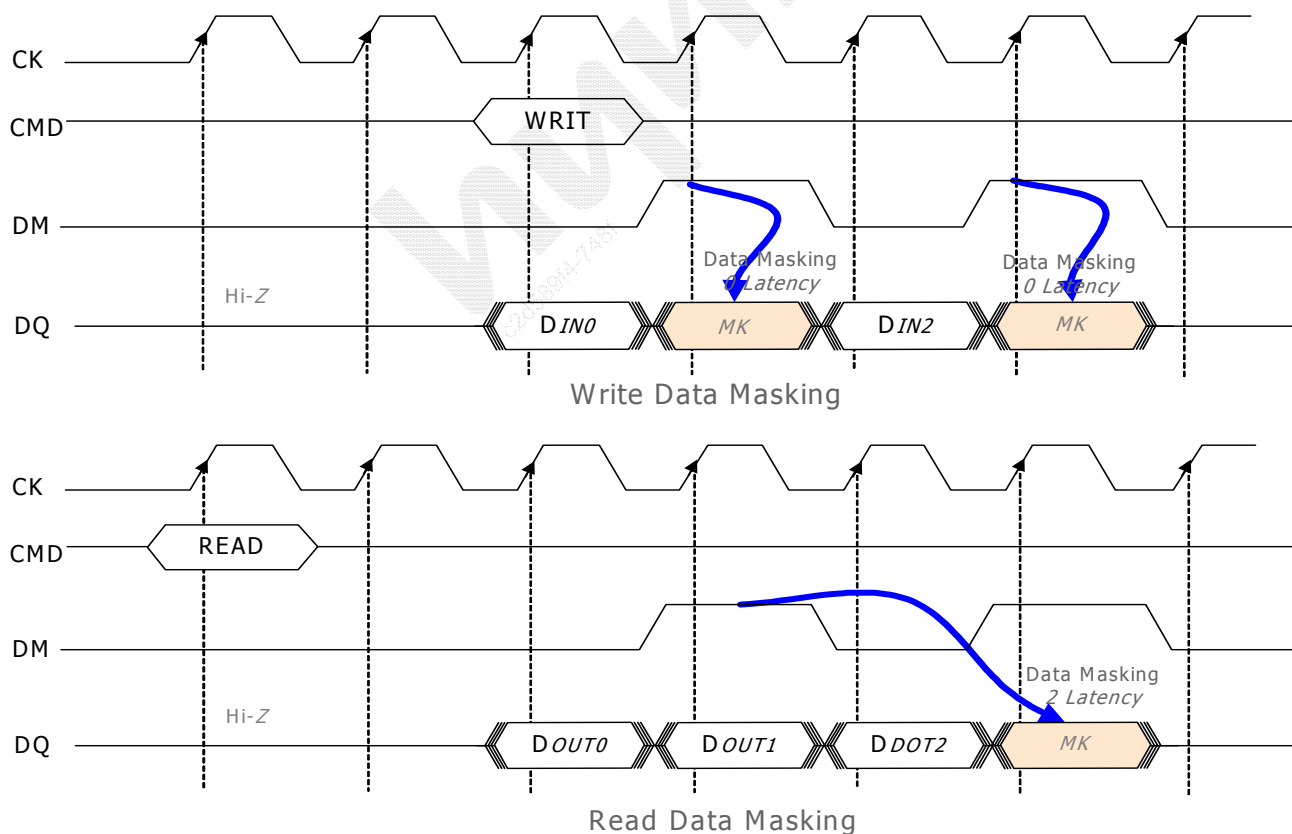 CK
CMD
WRIT
DM
Data Masking
0 Latency
Data Masking
0 Latency
Hi-Z
DQ
DIN0
MK
DIN2
MK
Write Data Masking
CK
CMD
READ
DM
Data Masking
2 Latency
Hi-Z
DQ
DOUT0
DOUT1
DDOT2
MK
Read Data Masking